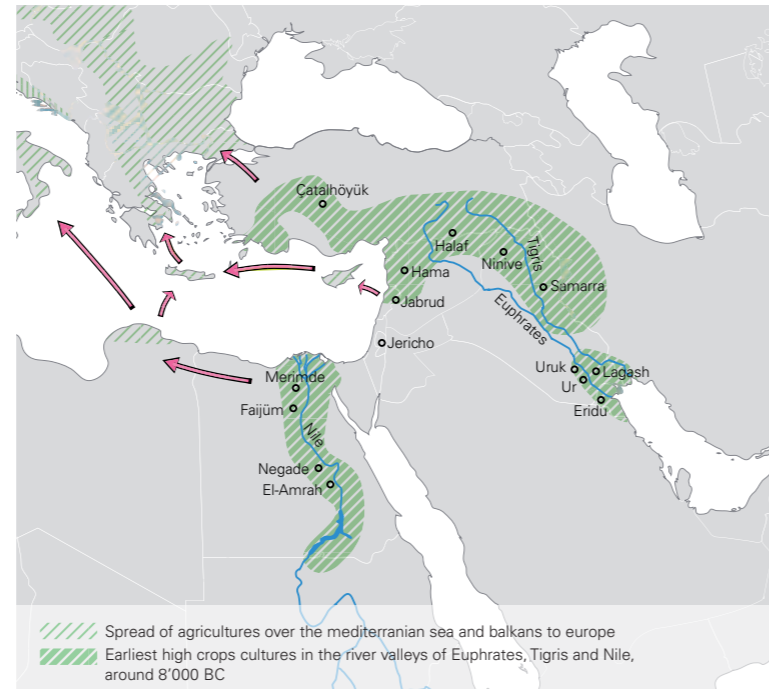 Çatalhöyük
Halaf
Tigris
Ninive
Hama
Samarra
Jabrud
Euphrates
Jericho
Uruk
Lagash
Ur
Eridu
Merimde
Faijüm
Nile
Negade
El-Amrah
Spread of agricultures over the mediterranian sea and balkans to europe
Earliest high crops cultures in the river valleys of Euphrates, Tigris and Nile,
around 8'000 BC